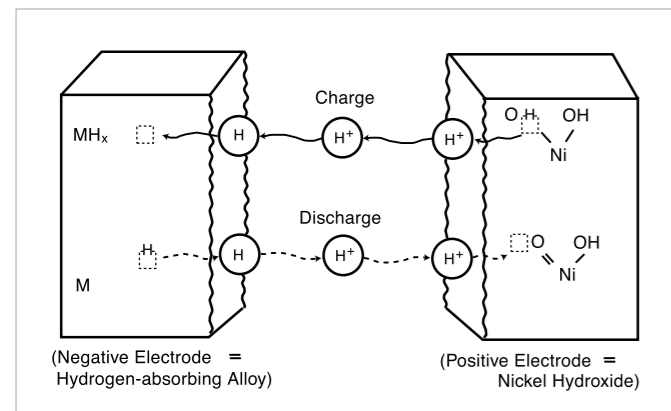 Charge
MHx
H
H+
H+
O H
OH
Ni
Discharge
H
H
H+
H+
O
OH
Ni
M
(Negative Electrode =
Hydrogen-absorbing Alloy)
(Positive Electrode =
Nickel Hydroxide)